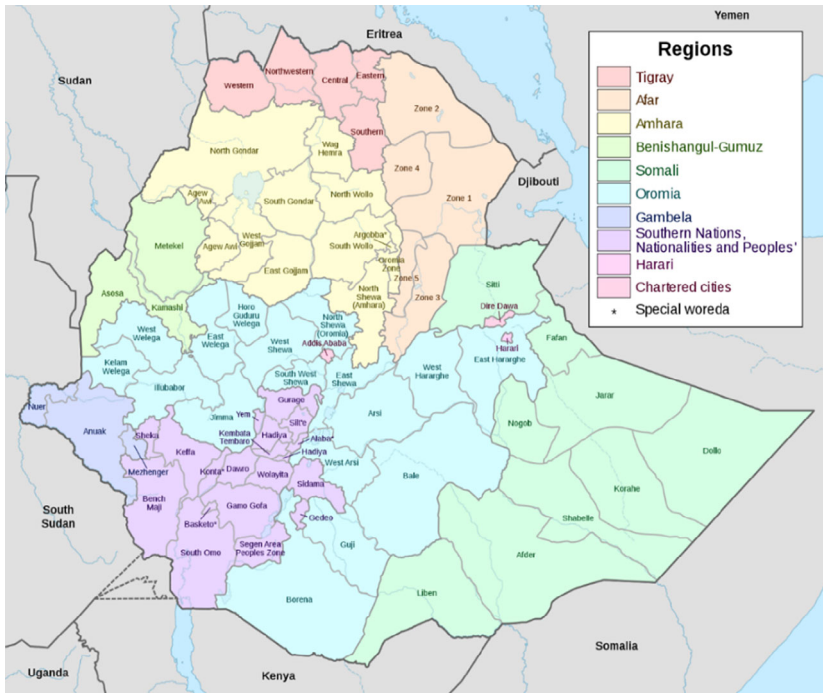 Yemen
Eritrea
Sudan
Regions
Tigray
Afar
Amhara
Benishangul-Gumuz
Somali
Oromia
Gambela
Southern Nations,
Nationalities and Peoples'
Harari
Chartered cities
* Special woreda
Western
Northwestern
Central
Eastern
Southern
Zone 2
Zone 4
Zone 1
Zone 5
Zone 3
Djibouti
North Gondar
Wag
Hemra
Agew
Awi
South Gondar
North Wollo
West
Gojjam
Agew Awi
Argobba*
South Wollo
Oromia
Zone
East Gojjam
North
Shewa
(Amhara)
Metekel
Asosa
Kamashi
Sitti
Dire Dawa
Fafan
Harari
East Hararghe
West
Hararghe
Jarar
Nogob
Dollo
Korahe
Shabelle
Afder
Liben
West
Welega
Horo
Guduru
Welega
East
Welega
North
Shewa
(Oromia)
Addis Ababa
West
Shewa
Kelam
Welega
South West
Shewa
East
Shewa
Illubabor
Jimma
Arsi
West Arsi
Bale
Guji
Borena
Nuer
Anuak
Mezhenger
Sheka
Keffa
Bench
Maji
Yem
Gurage
Silt'e
Kembata
Tembaro
Hadiya
Alaba*
Hadiya
Konta*
Dawro
Wolayita
Sidama
Gamo Gofa
Basketo*
Gedeo
South Omo
Segen Area
Peoples Zone
South
Sudan
Uganda
Kenya
Somalia